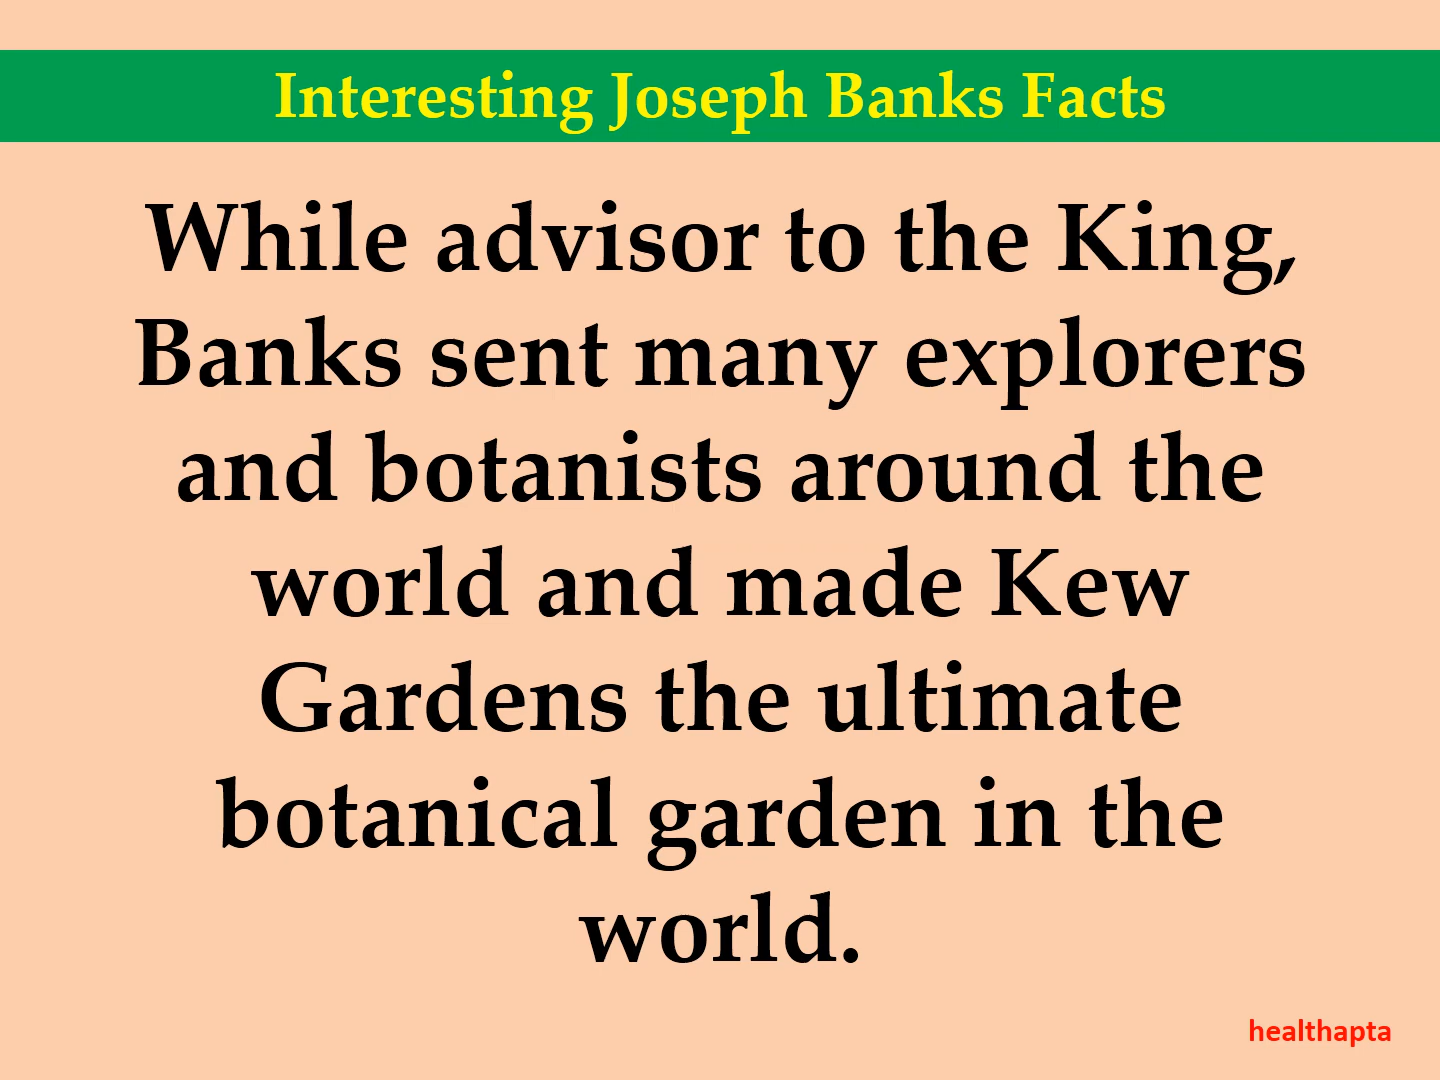 Interesting Joseph Banks Facts
While advisor to the King,
Banks sent many explorers
and botanists around the
world and made Kew
Gardens the ultimate
botanical garden in the
world.
healthapta